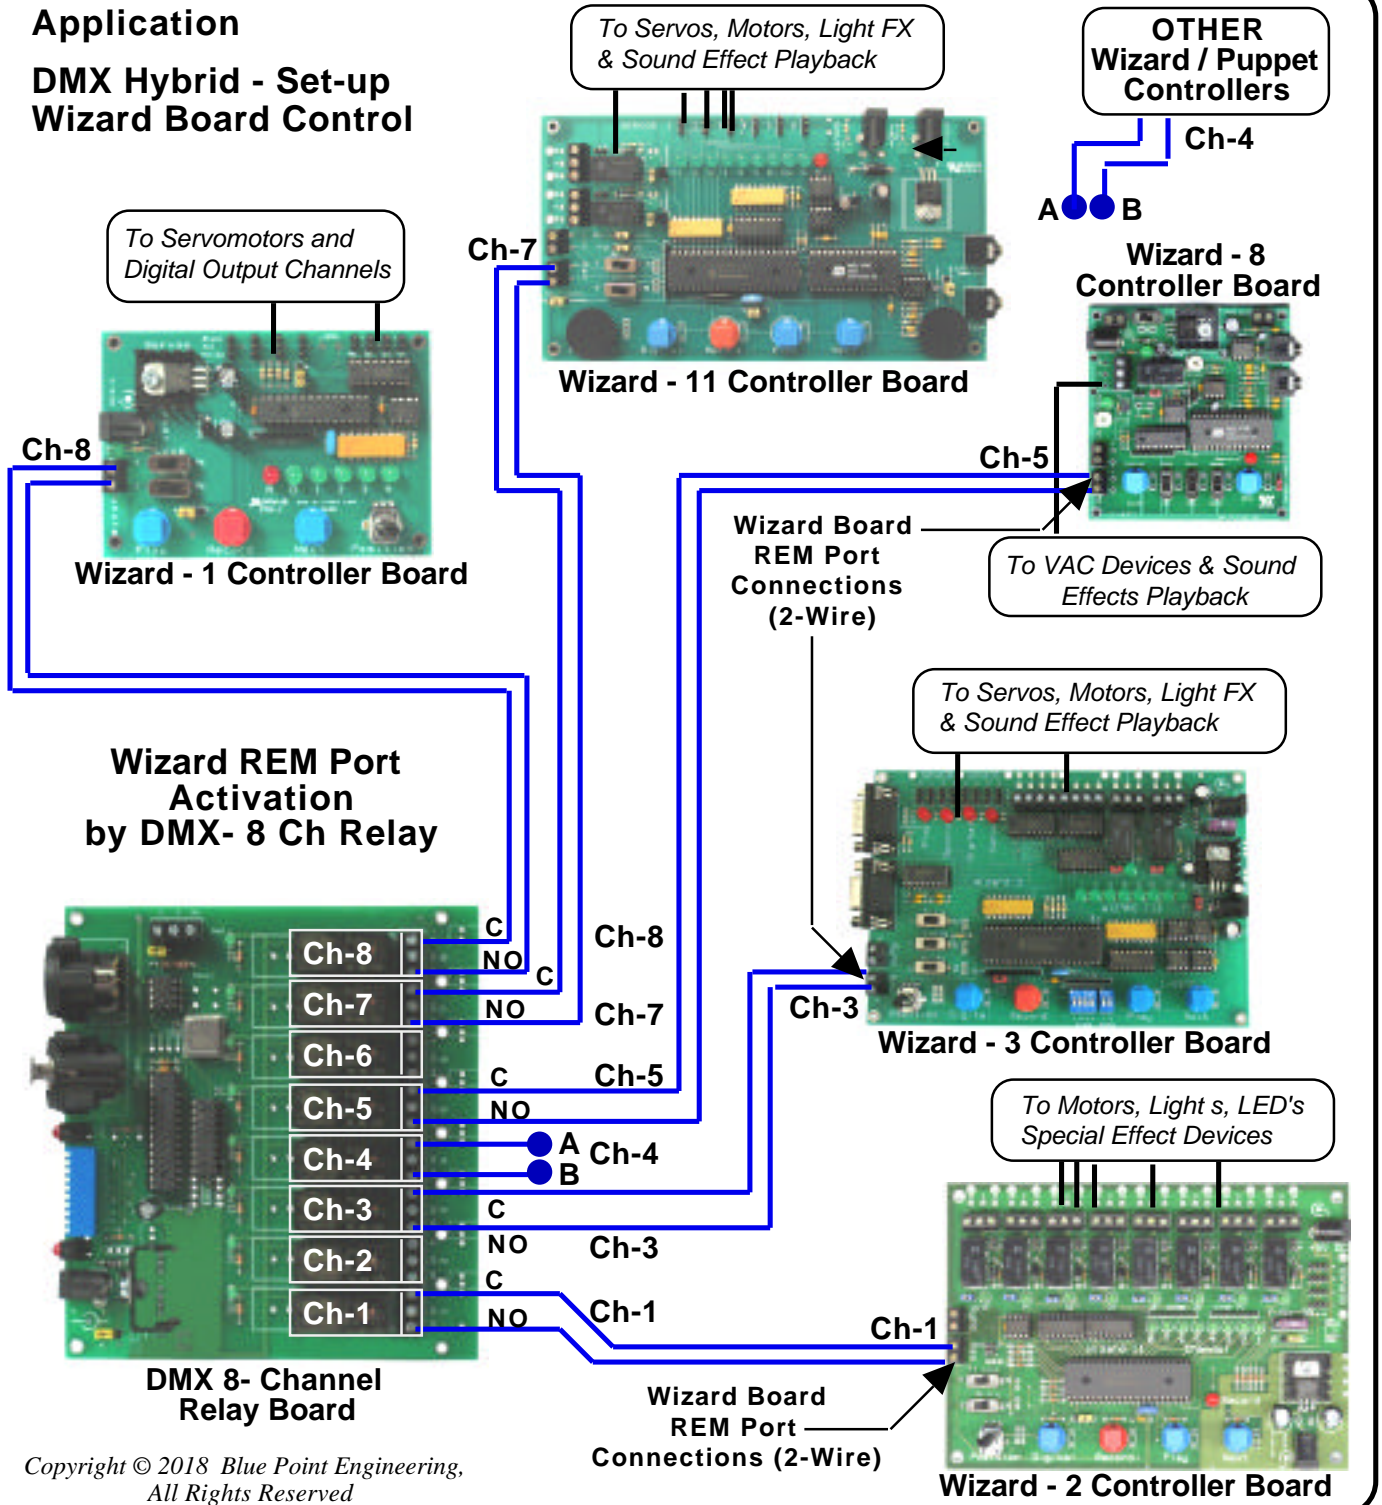 Application
DMX Hybrid - Set-up
Wizard Board Control
To Servos, Motors, Light FX
& Sound Effect Playback
OTHER
Wizard / Puppet
Controllers
Ch-4
A
B
To Servomotors and
Digital Output Channels
Ch-7
Wizard - 8
Controller Board
Wizard - 11 Controller Board
Ch-8
Ch-5
Wizard - 1 Controller Board
Wizard Board
REM Port
Connections
(2-Wire)
To VAC Devices & Sound
Effects Playback
To Servos, Motors, Light FX
& Sound Effect Playback
Wizard REM Port
Activation
by DMX- 8 Ch Relay
Ch-3
Wizard - 3 Controller Board
Ch-8
C
NO
Ch-8
Ch-7
C
NO
Ch-7
Ch-6
Ch-5
C
NO
Ch-5
Ch-4
A
B
Ch-4
Ch-3
C
NO
Ch-3
Ch-2
Ch-1
C
NO
Ch-1
To Motors, Light s, LED's
Special Effect Devices
Ch-1
DMX 8- Channel
Relay Board
Wizard Board
REM Port
Connections (2-Wire)
Wizard - 2 Controller Board
Copyright © 2018 Blue Point Engineering,
All Rights Reserved